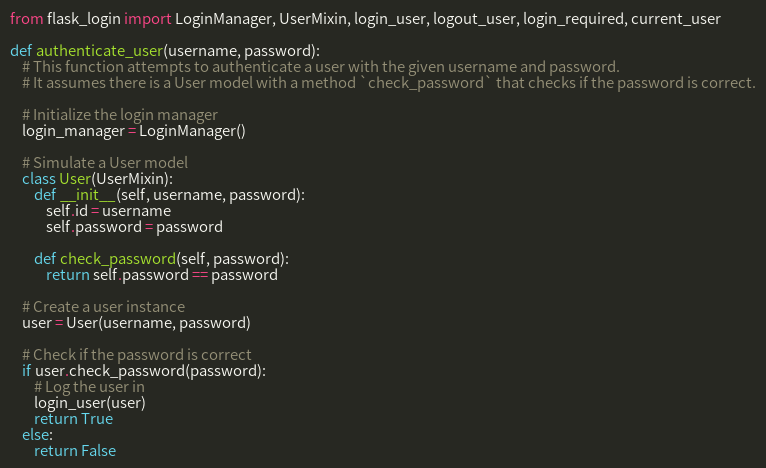 from flask_login import LoginManager, UserMixin, login_user, logout_user, login_required, current_user

def authenticate_user(username, password):
    # This function attempts to authenticate a user with the given username and password.
    # It assumes there is a User model with a method `check_password` that checks if the password is correct.

    # Initialize the login manager
    login_manager = LoginManager()

    # Simulate a User model
    class User(UserMixin):
        def __init__(self, username, password):
            self.id = username
            self.password = password

        def check_password(self, password):
            return self.password == password

    # Create a user instance
    user = User(username, password)

    # Check if the password is correct
    if user.check_password(password):
        # Log the user in
        login_user(user)
        return True
    else:
        return False